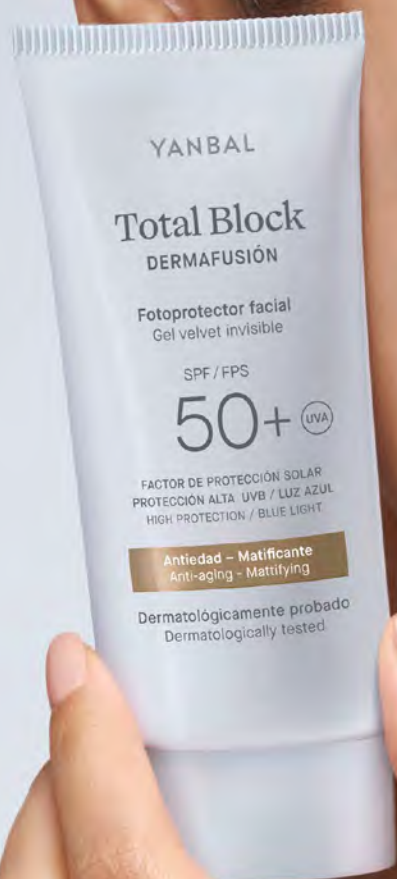 YANBAL
Total Block
DERMAFUSIÓN
Fotoprotector facial
Gel velvet invisible
SPF / FPS
50+ UVA
FACTOR DE PROTECCIÓN SOLAR
PROTECCIÓN ALTA UVB / LUZ AZUL
HIGH PROTECTION / BLUE LIGHT
Antiedad – Matificante
Anti-aging - Mattifying
Dermatológicamente probado
Dermatologically tested